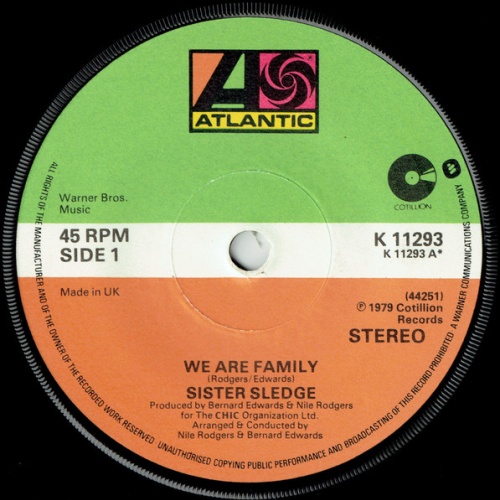 ATLANTIC
Warner Bros.
Music
COTILLION
45 RPM
SIDE 1
K 11293
K 11293 A*
Made in UK
(44251)
℗ 1979 Cotillion
Records
STEREO
WE ARE FAMILY
(Rodgers/Edwards)
SISTER SLEDGE
Produced by Bernard Edwards & Nile Rodgers
for The CHIC Organization Ltd.
Arranged & Conducted by
Nile Rodgers & Bernard Edwards
ALL RIGHTS OF THE MANUFACTURER AND OF THE OWNER OF THE RECORDED WORK RESERVED. UNAUTHORISED COPYING PUBLIC PERFORMANCE AND BROADCASTING OF THIS RECORD PROHIBITED. A WARNER COMMUNICATIONS COMPANY